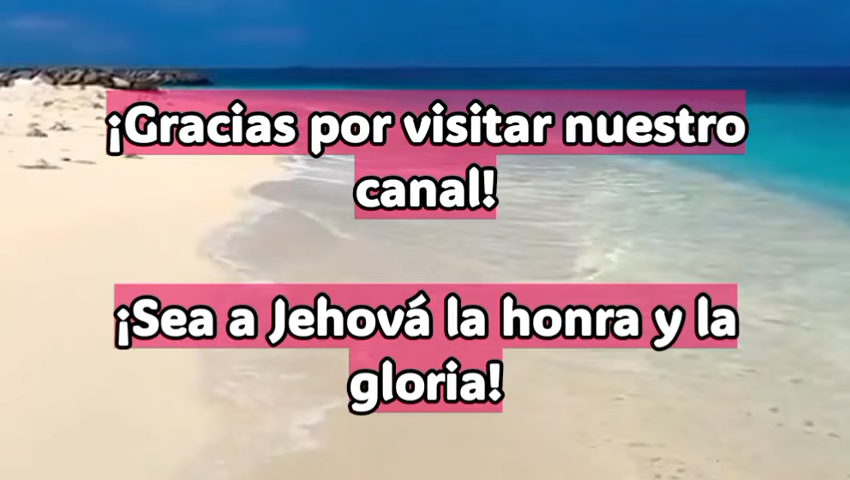 ¡Gracias por visitar nuestro
canal!
¡Sea a Jehová la honra y la
gloria!